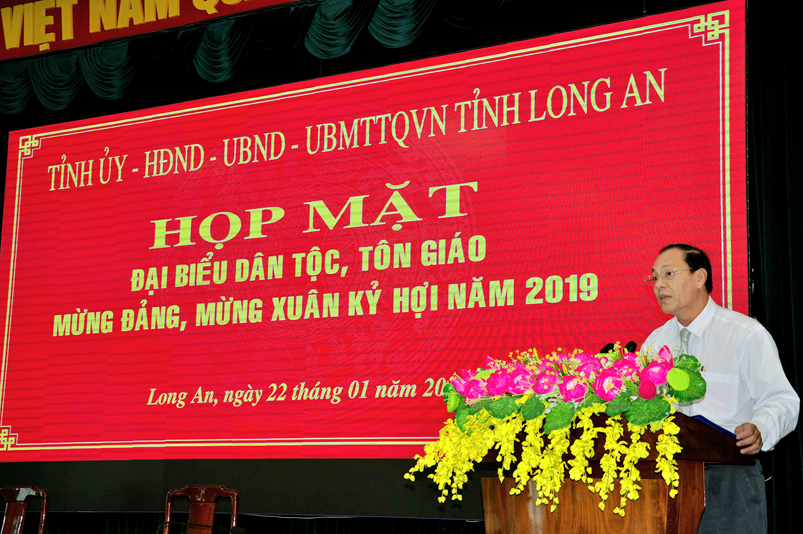 VIỆT NAM
TỈNH ỦY - HĐND - UBND - UBMTTQVN TỈNH LONG AN
HỌP MẶT
ĐẠI BIỂU DÂN TỘC, TÔN GIÁO
MỪNG ĐẢNG, MỪNG XUÂN KỶ HỢI NĂM 2019
Long An, ngày 22 tháng 01 năm